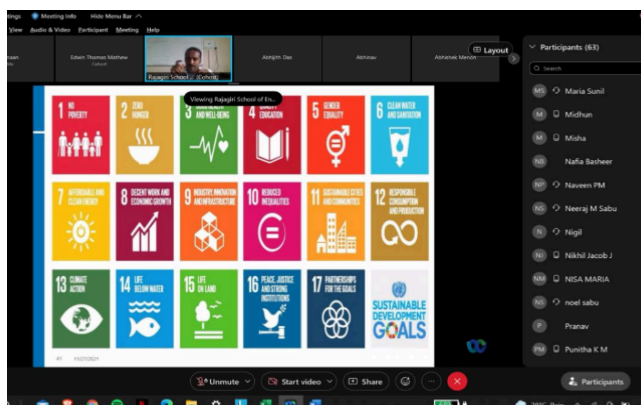 ttings Meeting Info Hide Menu Bar
View Audio & Video Participant Meeting Help
Edwin Thomas Mathew
Rajagiri School ... (Cohost)
Abhijith Das
Abhinav
Abhishek Menon
Layout
Viewing Rajagiri School of En...
1 NO POVERTY
2 ZERO HUNGER
3 AND WELL-BEING
4 EDUCATION
5 GENDER EQUALITY
6 CLEAN WATER AND SANITATION
7 AFFORDABLE AND CLEAN ENERGY
8 DECENT WORK AND ECONOMIC GROWTH
9 INDUSTRY, INNOVATION AND INFRASTRUCTURE
10 REDUCED INEQUALITIES
11 SUSTAINABLE CITIES AND COMMUNITIES
12 RESPONSIBLE CONSUMPTION AND PRODUCTION
13 CLIMATE ACTION
14 LIFE BELOW WATER
15 LIFE ON LAND
16 PEACE, JUSTICE AND STRONG INSTITUTIONS
17 PARTNERSHIPS FOR THE GOALS
SUSTAINABLE
DEVELOPMENT
GOALS
Participants (63)
Search
MS Maria Sunil
M Midhun
M Misha
NB Nafia Basheer
NP Naveen PM
NS Neeraj M Sabu
N Nigil
NJ Nikhil Jacob J
NM NISA MARIA
NS noel sabu
P Pranav
PM Punitha K M
Unmute
Start video
Share
Participants